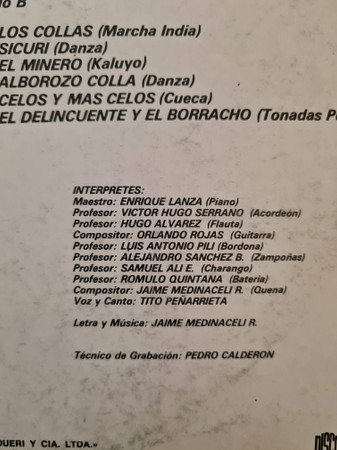 o B
LOS COLLAS (Marcha India)
SICURI (Danza)
EL MINERO (Kaluyo)
ALBOROZO COLLA (Danza)
CELOS Y MAS CELOS (Cueca)
EL DELINCUENTE Y EL BORRACHO (Tonadas P
INTERPRETES:
Maestro: ENRIQUE LANZA (Piano)
Profesor: VICTOR HUGO SERRANO (Acordeón)
Profesor: HUGO ALVAREZ (Flauta)
Compositor: ORLANDO ROJAS (Guitarra)
Profesor: LUIS ANTONIO PILI (Bordona)
Profesor: ALEJANDRO SANCHEZ B. (Zampoñas)
Profesor: SAMUEL ALI E. (Charango)
Profesor: ROMULO QUINTANA (Batería)
Compositor: JAIME MEDINACELI R. (Quena)
Voz y Canto: TITO PEÑARRIETA
Letra y Música: JAIME MEDINACELI R.
Técnico de Grabación: PEDRO CALDERON
UERI Y CIA. LTDA.»
DISC